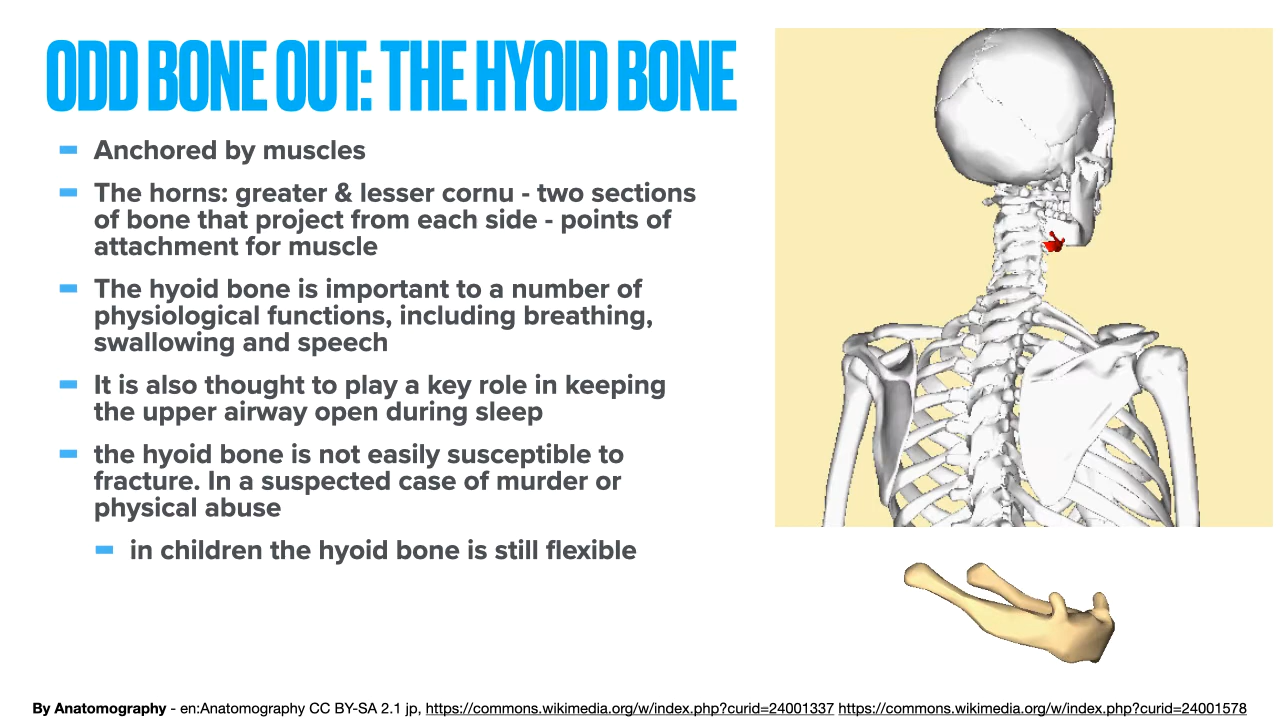 ODD BONE OUT: THE HYOID BONE
Anchored by muscles
The horns: greater & lesser cornu - two sections
of bone that project from each side - points of
attachment for muscle
The hyoid bone is important to a number of
physiological functions, including breathing,
swallowing and speech
It is also thought to play a key role in keeping
the upper airway open during sleep
the hyoid bone is not easily susceptible to
fracture. In a suspected case of murder or
physical abuse
in children the hyoid bone is still flexible
By Anatomography - en:Anatomography CC BY-SA 2.1 jp, https://commons.wikimedia.org/w/index.php?curid=24001337 https://commons.wikimedia.org/w/index.php?curid=24001578